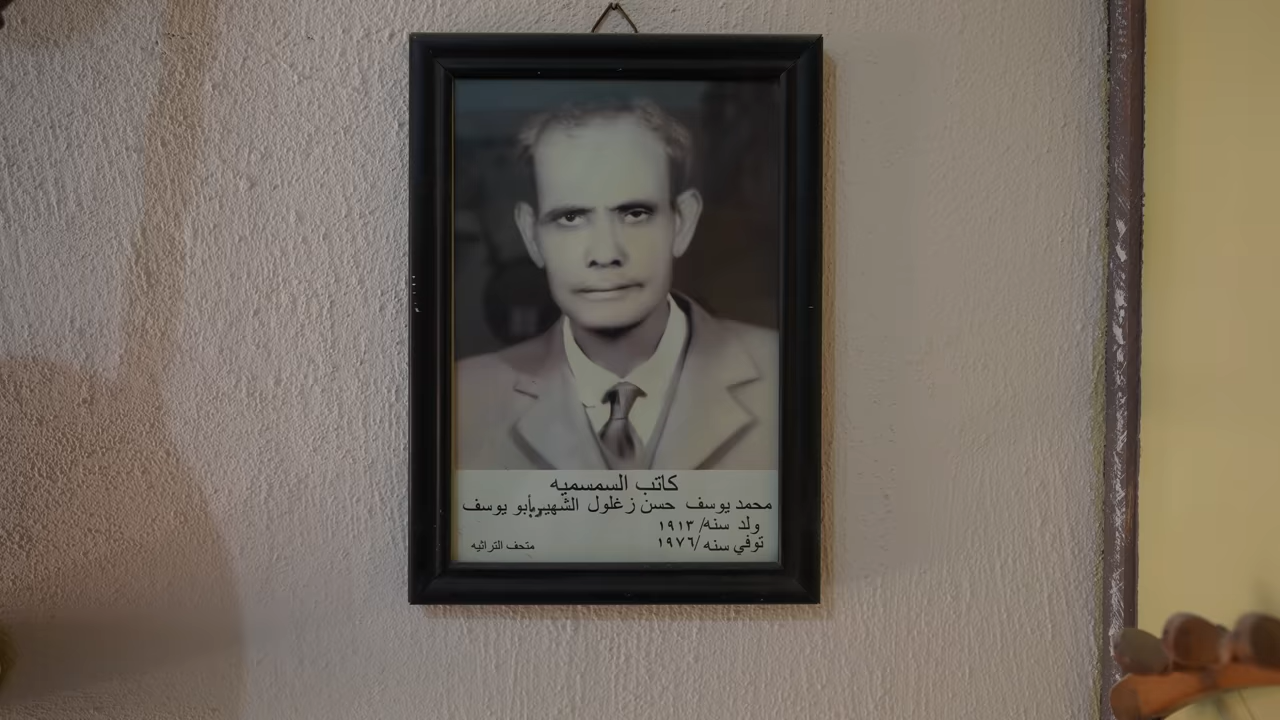 كاتب السمسميه
محمد يوسف حسن زغلول الشهير بأبو يوسف
ولد سنه/ ١٩١٣
توفي سنه/ ١٩٧٦
متحف التراثيه